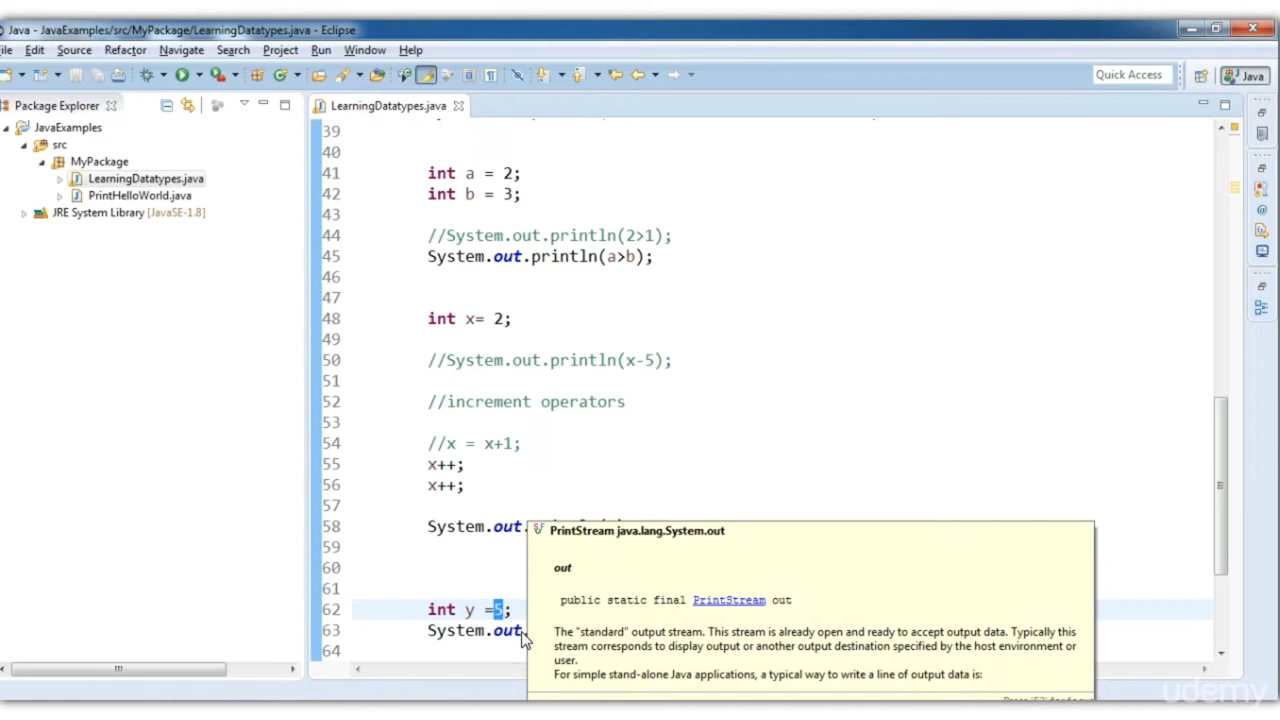 Java - JavaExamples/src/MyPackage/LearningDatatypes.java - Eclipse
ile Edit Source Refactor Navigate Search Project Run Window Help
Quick Access
Java
Package Explorer
LearningDatatypes.java
JavaExamples
src
MyPackage
LearningDatatypes.java
PrintHelloWorld.java
JRE System Library [JavaSE-1.8]
39
40
41 int a = 2;
42 int b = 3;
43
44 //System.out.println(2>1);
45 System.out.println(a>b);
46
47
48 int x= 2;
49
50 //System.out.println(x-5);
51
52 //increment operators
53
54 //x = x+1;
55 x++;
56 x++;
57
58 System.out.
59
60
61
62 int y =5;
63 System.out.
64
PrintStream java.lang.System.out
out
public static final PrintStream out
The "standard" output stream. This stream is already open and ready to accept output data. Typically this
stream corresponds to display output or another output destination specified by the host environment or
user.
For simple stand-alone Java applications, a typical way to write a line of output data is:
udemy